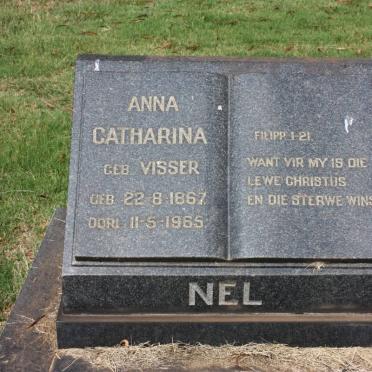 ANNA
CATHARINA
GEB. VISSER
GEB. 22-8-1867
OORL. 11-5-1965
FILIPP. 1-21.
WANT VIR MY IS DIE
LEWE CHRISTUS
EN DIE STERWE WINS
NEL